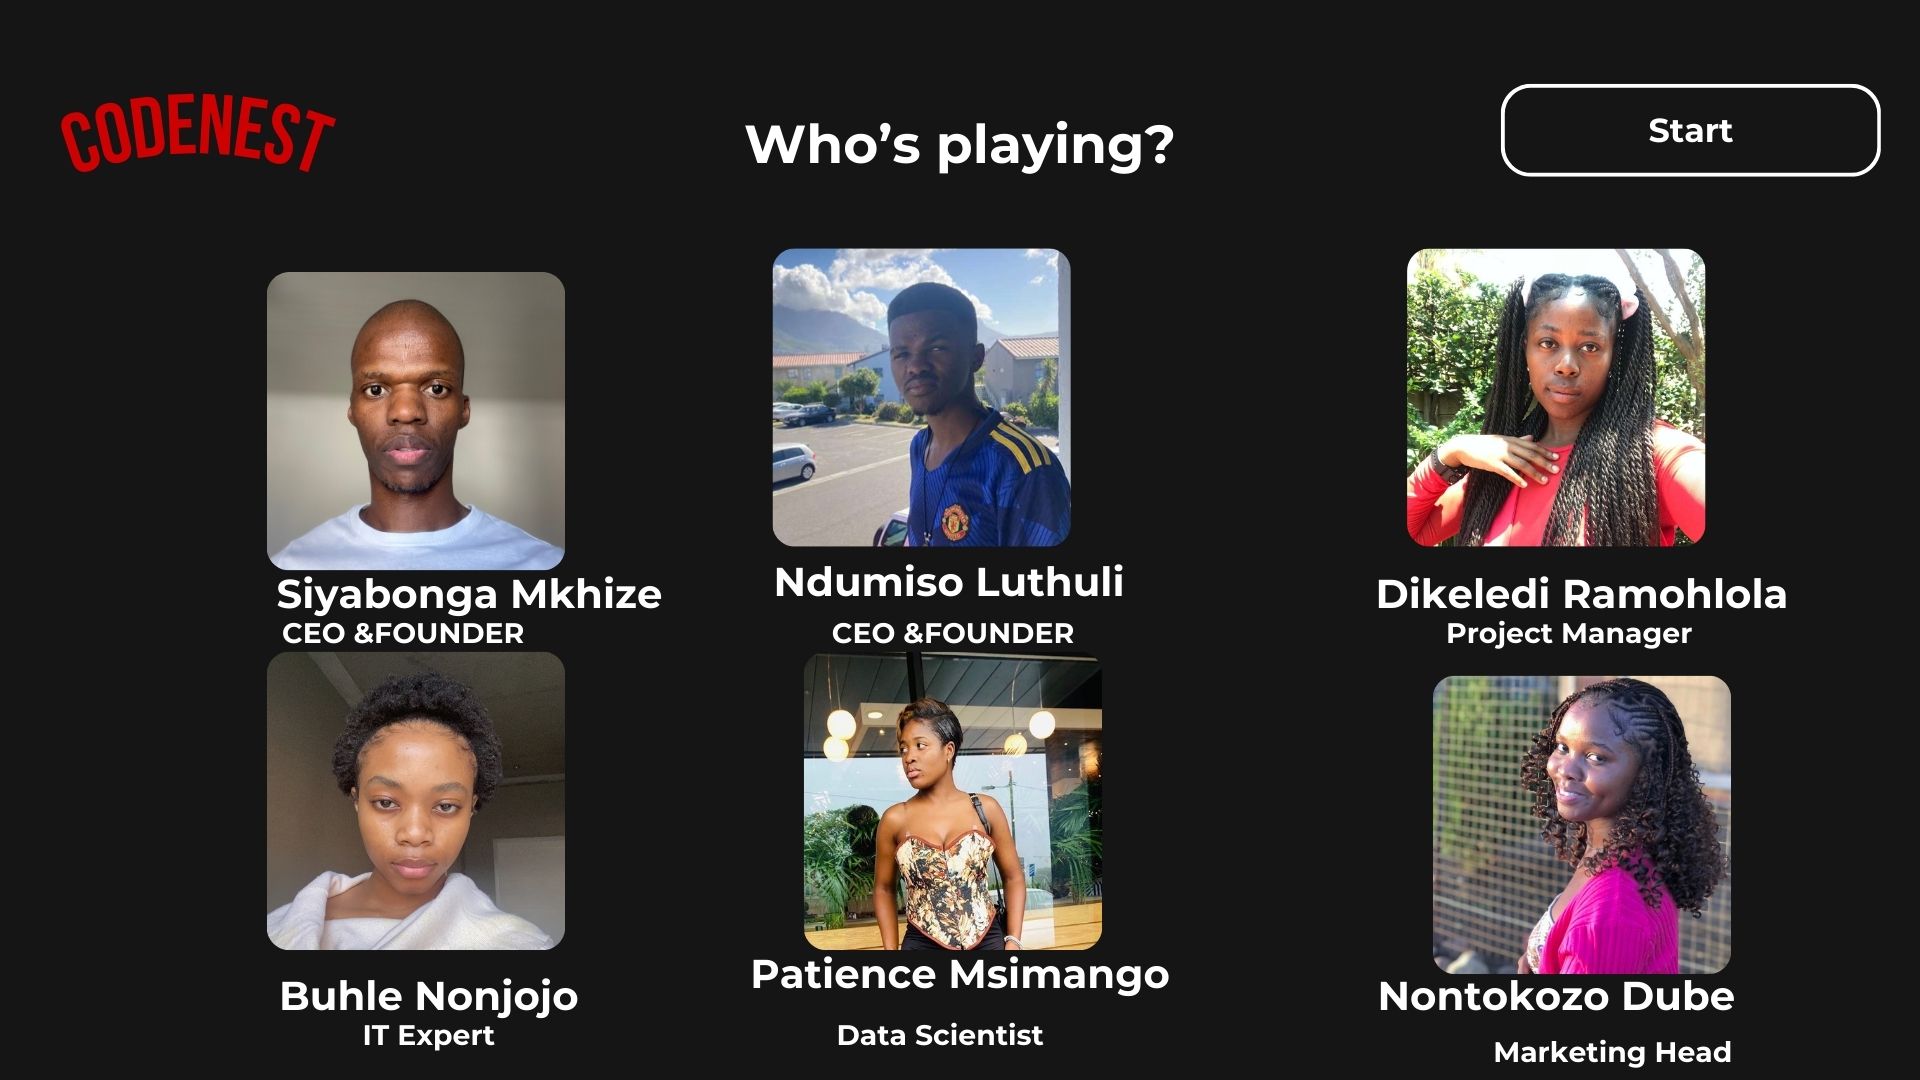 CODENEST
Who’s playing?
Start
Siyabonga Mkhize
CEO &FOUNDER
Ndumiso Luthuli
CEO &FOUNDER
Dikeledi Ramohlola
Project Manager
Buhle Nonjojo
IT Expert
Patience Msimango
Data Scientist
Nontokozo Dube
Marketing Head